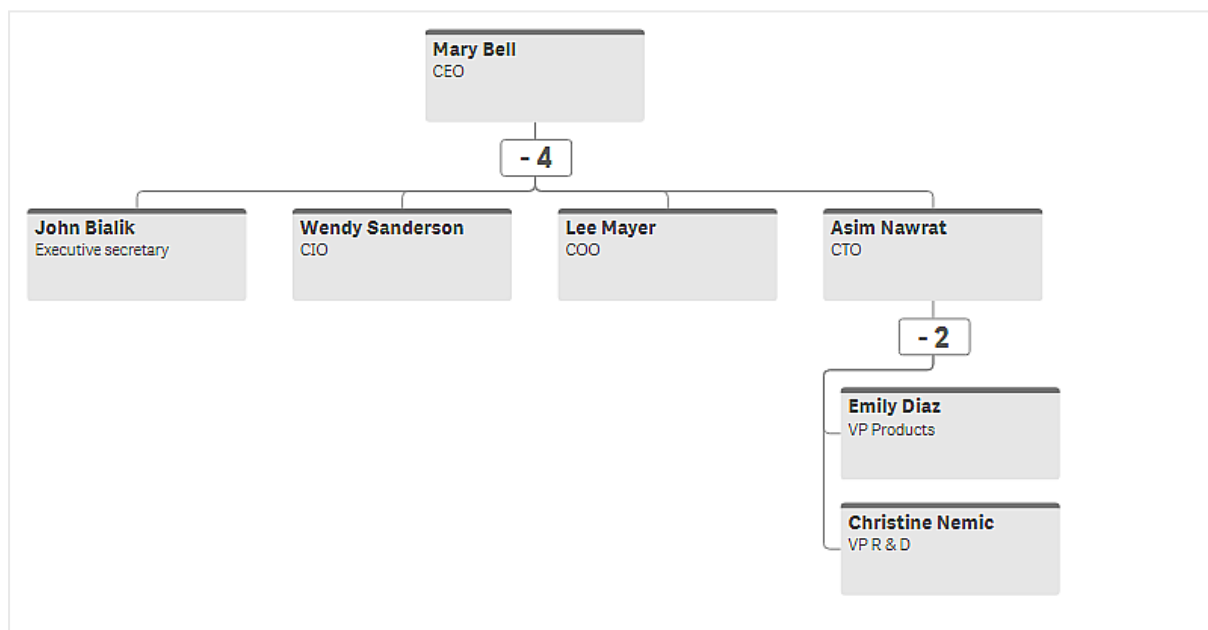 Mary Bell
CEO
- 4
John Bialik
Executive secretary
Wendy Sanderson
CIO
Lee Mayer
COO
Asim Nawrat
CTO
- 2
Emily Diaz
VP Products
Christine Nemic
VP R & D